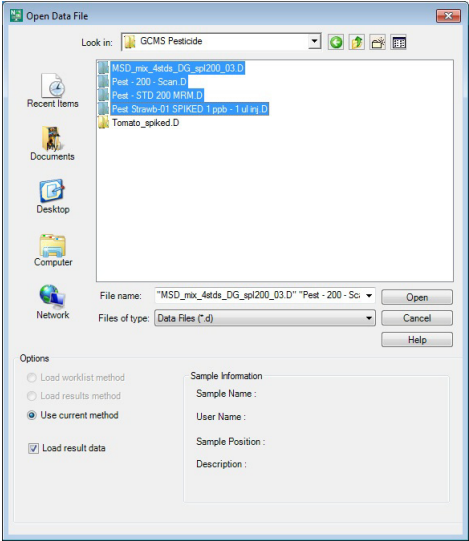 Open Data File
Look in: GCMS Pesticide
MSD_mix_4stds_DG_spl200_03.D
Pest - 200 - Scan.D
Pest - STD 200 MRM.D
Pest Strawb-01 SPIKED 1 ppb - 1 ul inj.D
Tomato_spiked.D
Recent Items
Documents
Desktop
Computer
Network
File name: "MSD_mix_4stds_DG_spl200_03.D" "Pest - 200 - Sca Open
Files of type: Data Files (*.d) Cancel
Help
Options
Load worklist method
Load results method
Use current method
Load result data
Sample Information
Sample Name :
User Name :
Sample Position :
Description :